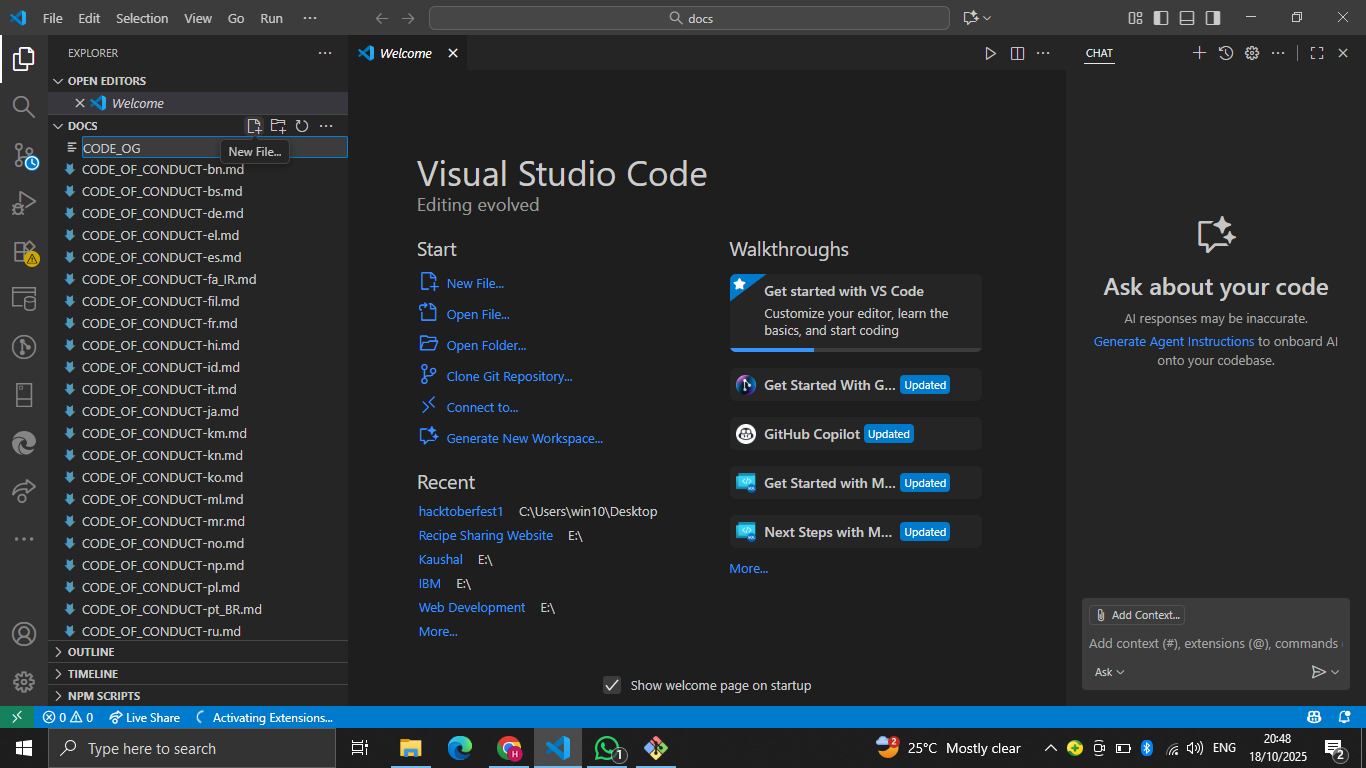 File Edit Selection View Go Run ···
docs
EXPLORER
OPEN EDITORS
Welcome
DOCS
CODE_OG
New File...
CODE_OF_CONDUCT-bn.md
CODE_OF_CONDUCT-bs.md
CODE_OF_CONDUCT-de.md
CODE_OF_CONDUCT-el.md
CODE_OF_CONDUCT-es.md
CODE_OF_CONDUCT-fa_IR.md
CODE_OF_CONDUCT-fil.md
CODE_OF_CONDUCT-fr.md
CODE_OF_CONDUCT-hi.md
CODE_OF_CONDUCT-id.md
CODE_OF_CONDUCT-it.md
CODE_OF_CONDUCT-ja.md
CODE_OF_CONDUCT-km.md
CODE_OF_CONDUCT-kn.md
CODE_OF_CONDUCT-ko.md
CODE_OF_CONDUCT-ml.md
CODE_OF_CONDUCT-mr.md
CODE_OF_CONDUCT-no.md
CODE_OF_CONDUCT-np.md
CODE_OF_CONDUCT-pl.md
CODE_OF_CONDUCT-pt_BR.md
CODE_OF_CONDUCT-ru.md
OUTLINE
TIMELINE
NPM SCRIPTS
Welcome
Visual Studio Code
Editing evolved
Start
New File...
Open File...
Open Folder...
Clone Git Repository...
Connect to...
Generate New Workspace...
Recent
hacktoberfest1 C:\Users\win10\Desktop
Recipe Sharing Website E:\
Kaushal E:\
IBM E:\
Web Development E:\
More...
Walkthroughs
Get started with VS Code
Customize your editor, learn the
basics, and start coding
Get Started With G... Updated
GitHub Copilot Updated
Get Started with M... Updated
Next Steps with M... Updated
More...
Show welcome page on startup
CHAT
Ask about your code
AI responses may be inaccurate.
Generate Agent Instructions to onboard AI
onto your codebase.
Add Context...
Add context (#), extensions (@), commands
Ask
0 0 Live Share Activating Extensions...
Type here to search
H
1
2
25°C Mostly clear
ENG
20:48
18/10/2025
2